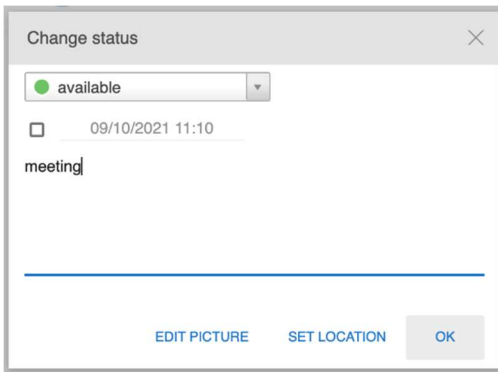 Change status
available
09/10/2021 11:10
meeting
EDIT PICTURE SET LOCATION OK